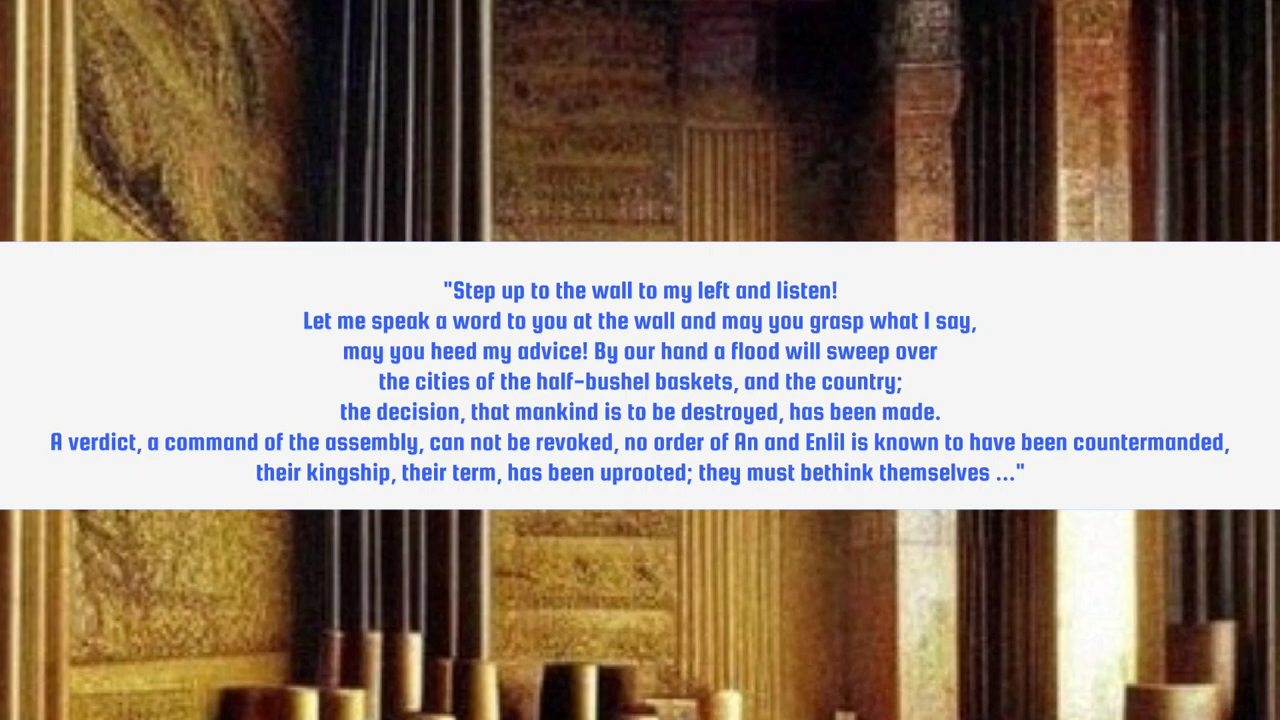 "Step up to the wall to my left and listen!
Let me speak a word to you at the wall and may you grasp what I say,
may you heed my advice! By our hand a flood will sweep over
the cities of the half-bushel baskets, and the country;
the decision, that mankind is to be destroyed, has been made.
A verdict, a command of the assembly, can not be revoked, no order of An and Enlil is known to have been countermanded,
their kingship, their term, has been uprooted; they must bethink themselves ..."